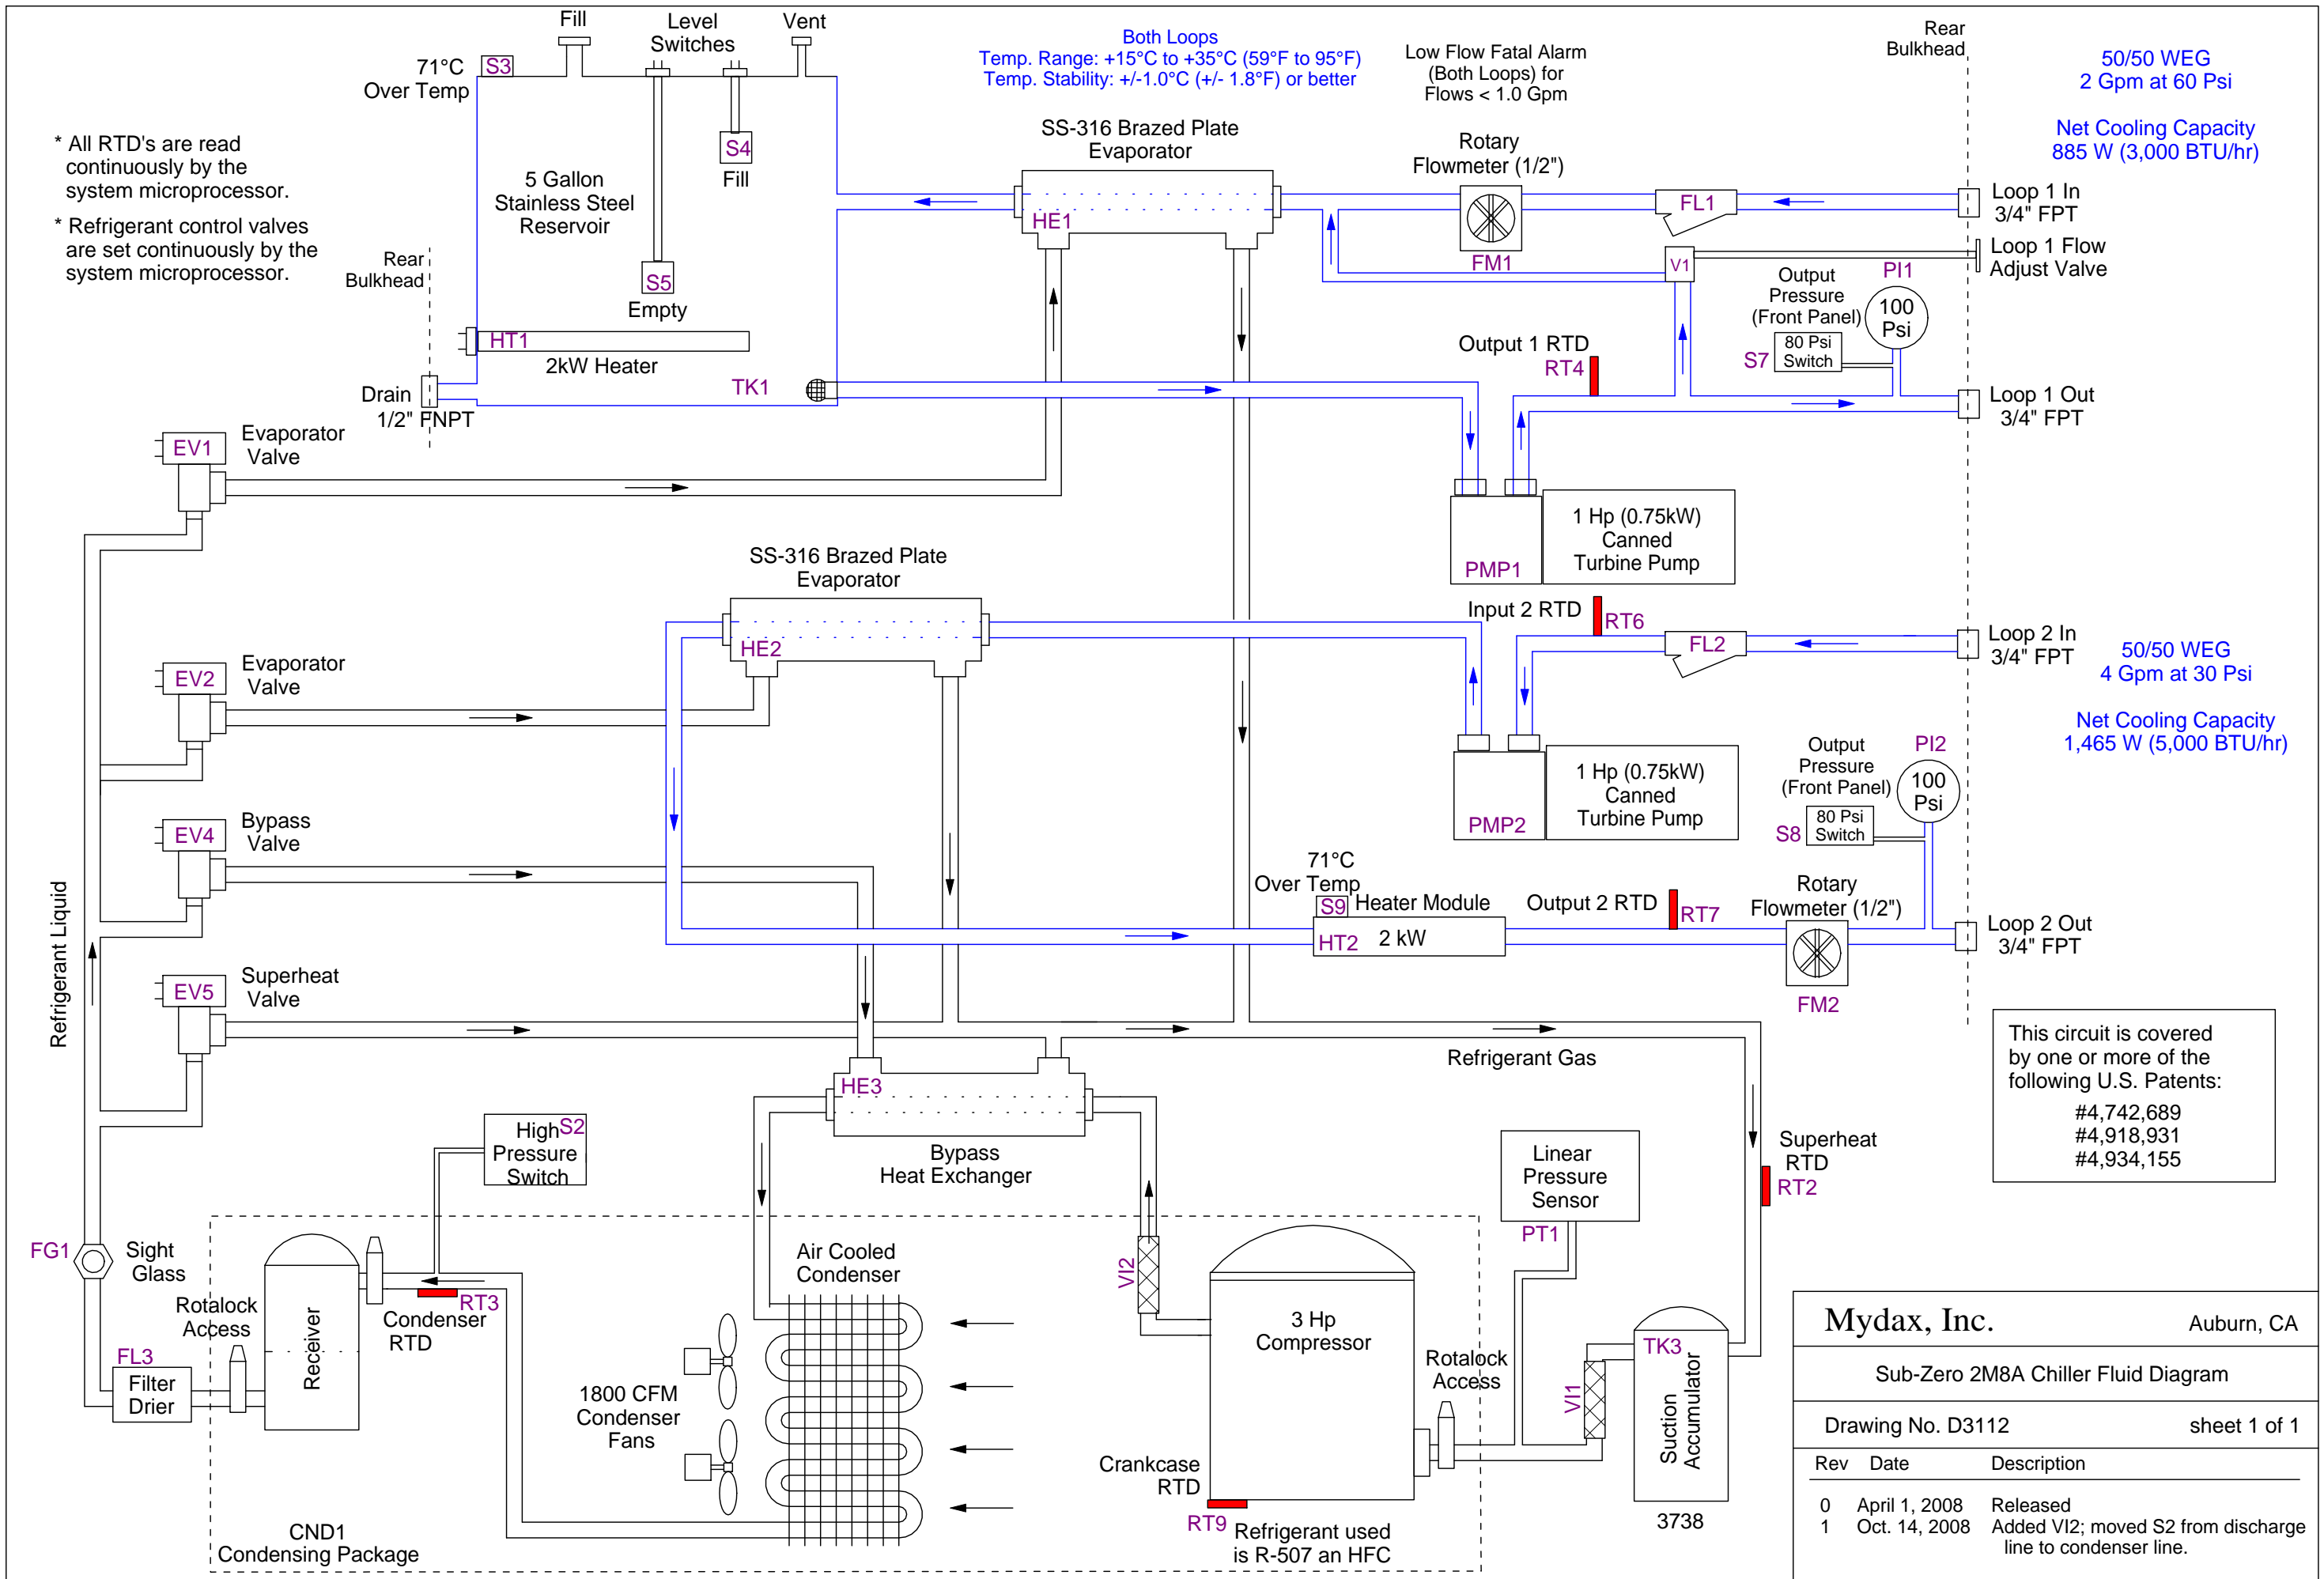 Fill
Level
Switches
Vent
71°C
Over Temp
S3
* All RTD's are read
continuously by the
system microprocessor.
* Refrigerant control valves
are set continuously by the
system microprocessor.
S4
Fill
5 Gallon
Stainless Steel
Reservoir
S5
Empty
Rear
Bulkhead
HT1
2kW Heater
TK1
Drain
1/2" FNPT
Both Loops
Temp. Range: +15°C to +35°C (59°F to 95°F)
Temp. Stability: +/-1.0°C (+/- 1.8°F) or better
Low Flow Fatal Alarm
(Both Loops) for
Flows < 1.0 Gpm
Rear
Bulkhead
50/50 WEG
2 Gpm at 60 Psi
Net Cooling Capacity
885 W (3,000 BTU/hr)
SS-316 Brazed Plate
Evaporator
HE1
Rotary
Flowmeter (1/2")
FM1
FL1
Loop 1 In
3/4" FPT
V1
Loop 1 Flow
Adjust Valve
Output
Pressure
(Front Panel)
PI1
100
Psi
S7
80 Psi
Switch
Output 1 RTD
RT4
Loop 1 Out
3/4" FPT
PMP1
1 Hp (0.75kW)
Canned
Turbine Pump
EV1
Evaporator
Valve
SS-316 Brazed Plate
Evaporator
HE2
Input 2 RTD
RT6
FL2
Loop 2 In
3/4" FPT
50/50 WEG
4 Gpm at 30 Psi
Net Cooling Capacity
1,465 W (5,000 BTU/hr)
EV2
Evaporator
Valve
PMP2
1 Hp (0.75kW)
Canned
Turbine Pump
Output
Pressure
(Front Panel)
PI2
100
Psi
S8
80 Psi
Switch
EV4
Bypass
Valve
71°C
Over Temp
S9
Heater Module
HT2
2 kW
Output 2 RTD
RT7
Rotary
Flowmeter (1/2")
FM2
Loop 2 Out
3/4" FPT
Refrigerant Liquid
EV5
Superheat
Valve
Refrigerant Gas
HE3
Bypass
Heat Exchanger
This circuit is covered
by one or more of the
following U.S. Patents:
#4,742,689
#4,918,931
#4,934,155
High
Pressure
Switch
S2
Linear
Pressure
Sensor
PT1
Superheat
RTD
RT2
FG1
Sight
Glass
Rotalock
Access
FL3
Filter
Drier
Receiver
RT3
Condenser
RTD
Air Cooled
Condenser
1800 CFM
Condenser
Fans
VI2
3 Hp
Compressor
Rotalock
Access
Crankcase
RTD
RT9
Refrigerant used
is R-507 an HFC
VI1
TK3
Suction
Accumulator
3738
CND1
Condensing Package
Mydax, Inc.
Auburn, CA
Sub-Zero 2M8A Chiller Fluid Diagram
Drawing No. D3112
sheet 1 of 1
Rev Date Description
0 April 1, 2008 Released
1 Oct. 14, 2008 Added VI2; moved S2 from discharge
line to condenser line.